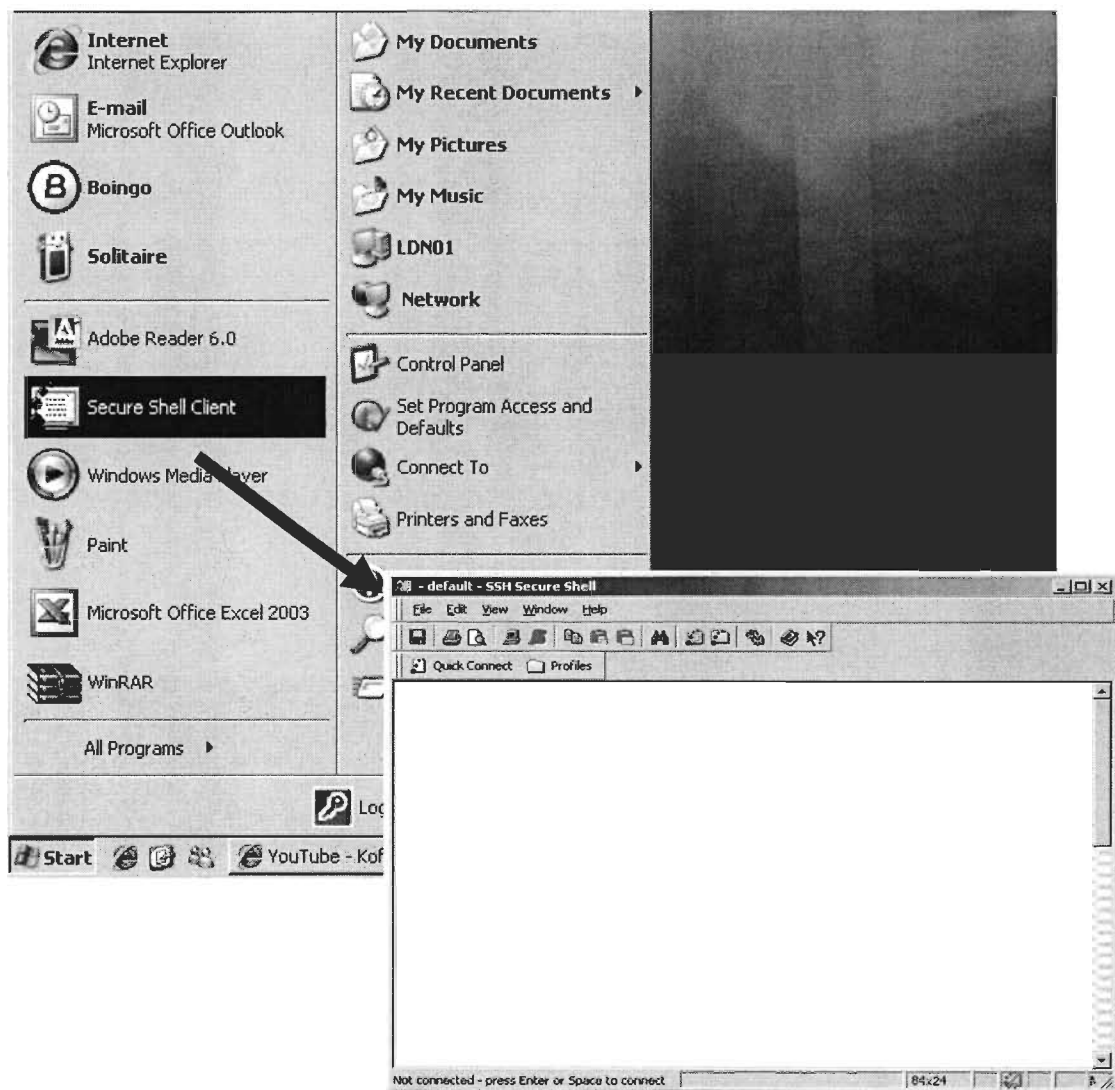 Internet
Internet Explorer
E-mail
Microsoft Office Outlook
Boingo
Solitaire
Adobe Reader 6.0
Secure Shell Client
Windows Media Player
Paint
Microsoft Office Excel 2003
WinRAR
All Programs
My Documents
My Recent Documents
My Pictures
My Music
LDN01
Network
Control Panel
Set Program Access and
Defaults
Connect To
Printers and Faxes
Log
Start
YouTube - Kof
- default - SSH Secure Shell
File Edit View Window Help
Quick Connect Profiles
Not connected - press Enter or Space to connect
84x24